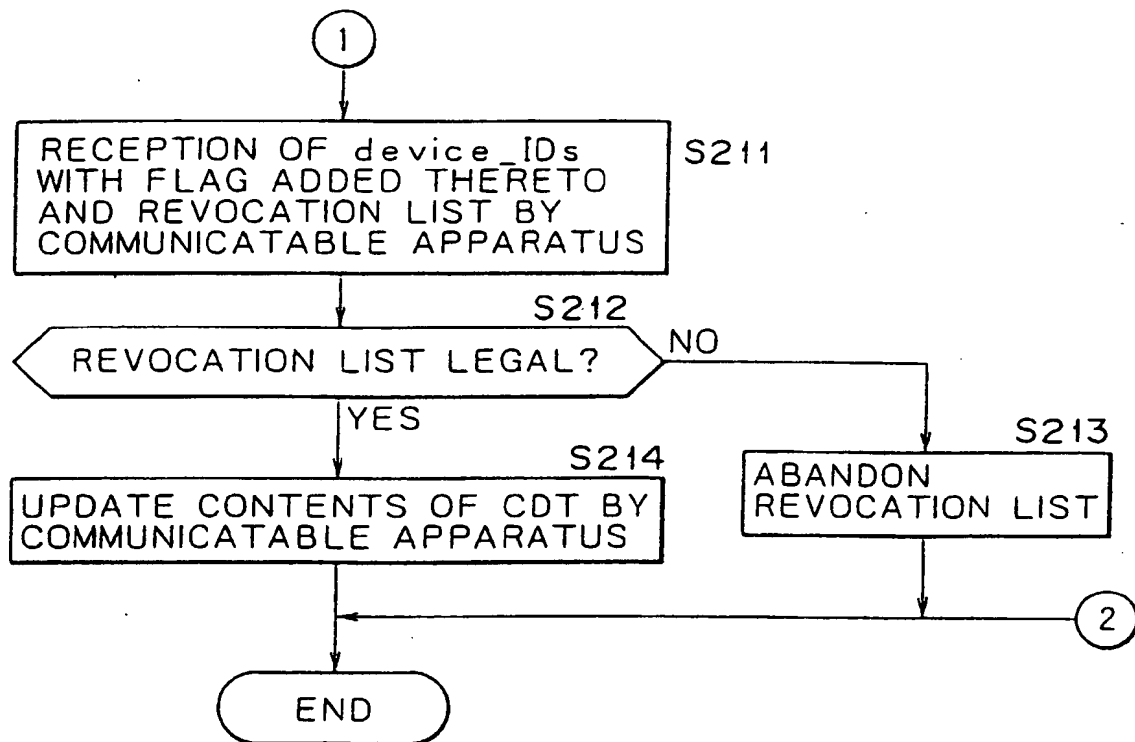 1
RECEPTION OF device_IDs
WITH FLAG ADDED THERETO
AND REVOCATION LIST BY
COMMUNICATABLE APPARATUS
S211
S212
REVOCATION LIST LEGAL?
NO
YES
S213
ABANDON
REVOCATION LIST
S214
UPDATE CONTENTS OF CDT BY
COMMUNICATABLE APPARATUS
2
END